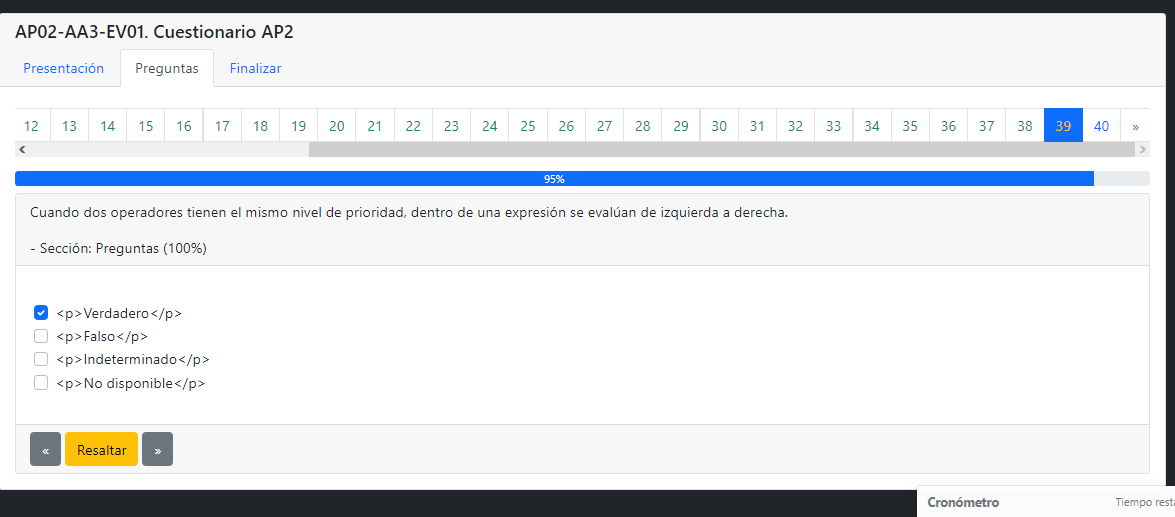 AP02-AA3-EV01. Cuestionario AP2
Presentación Preguntas Finalizar
12 13 14 15 16 17 18 19 20 21 22 23 24 25 26 27 28 29 30 31 32 33 34 35 36 37 38 39 40 »
95%
Cuando dos operadores tienen el mismo nivel de prioridad, dentro de una expresión se evalúan de izquierda a derecha.
- Sección: Preguntas (100%)
<p>Verdadero</p>
<p>Falso</p>
<p>Indeterminado</p>
<p>No disponible</p>
« Resaltar »
Cronómetro Tiempo resta